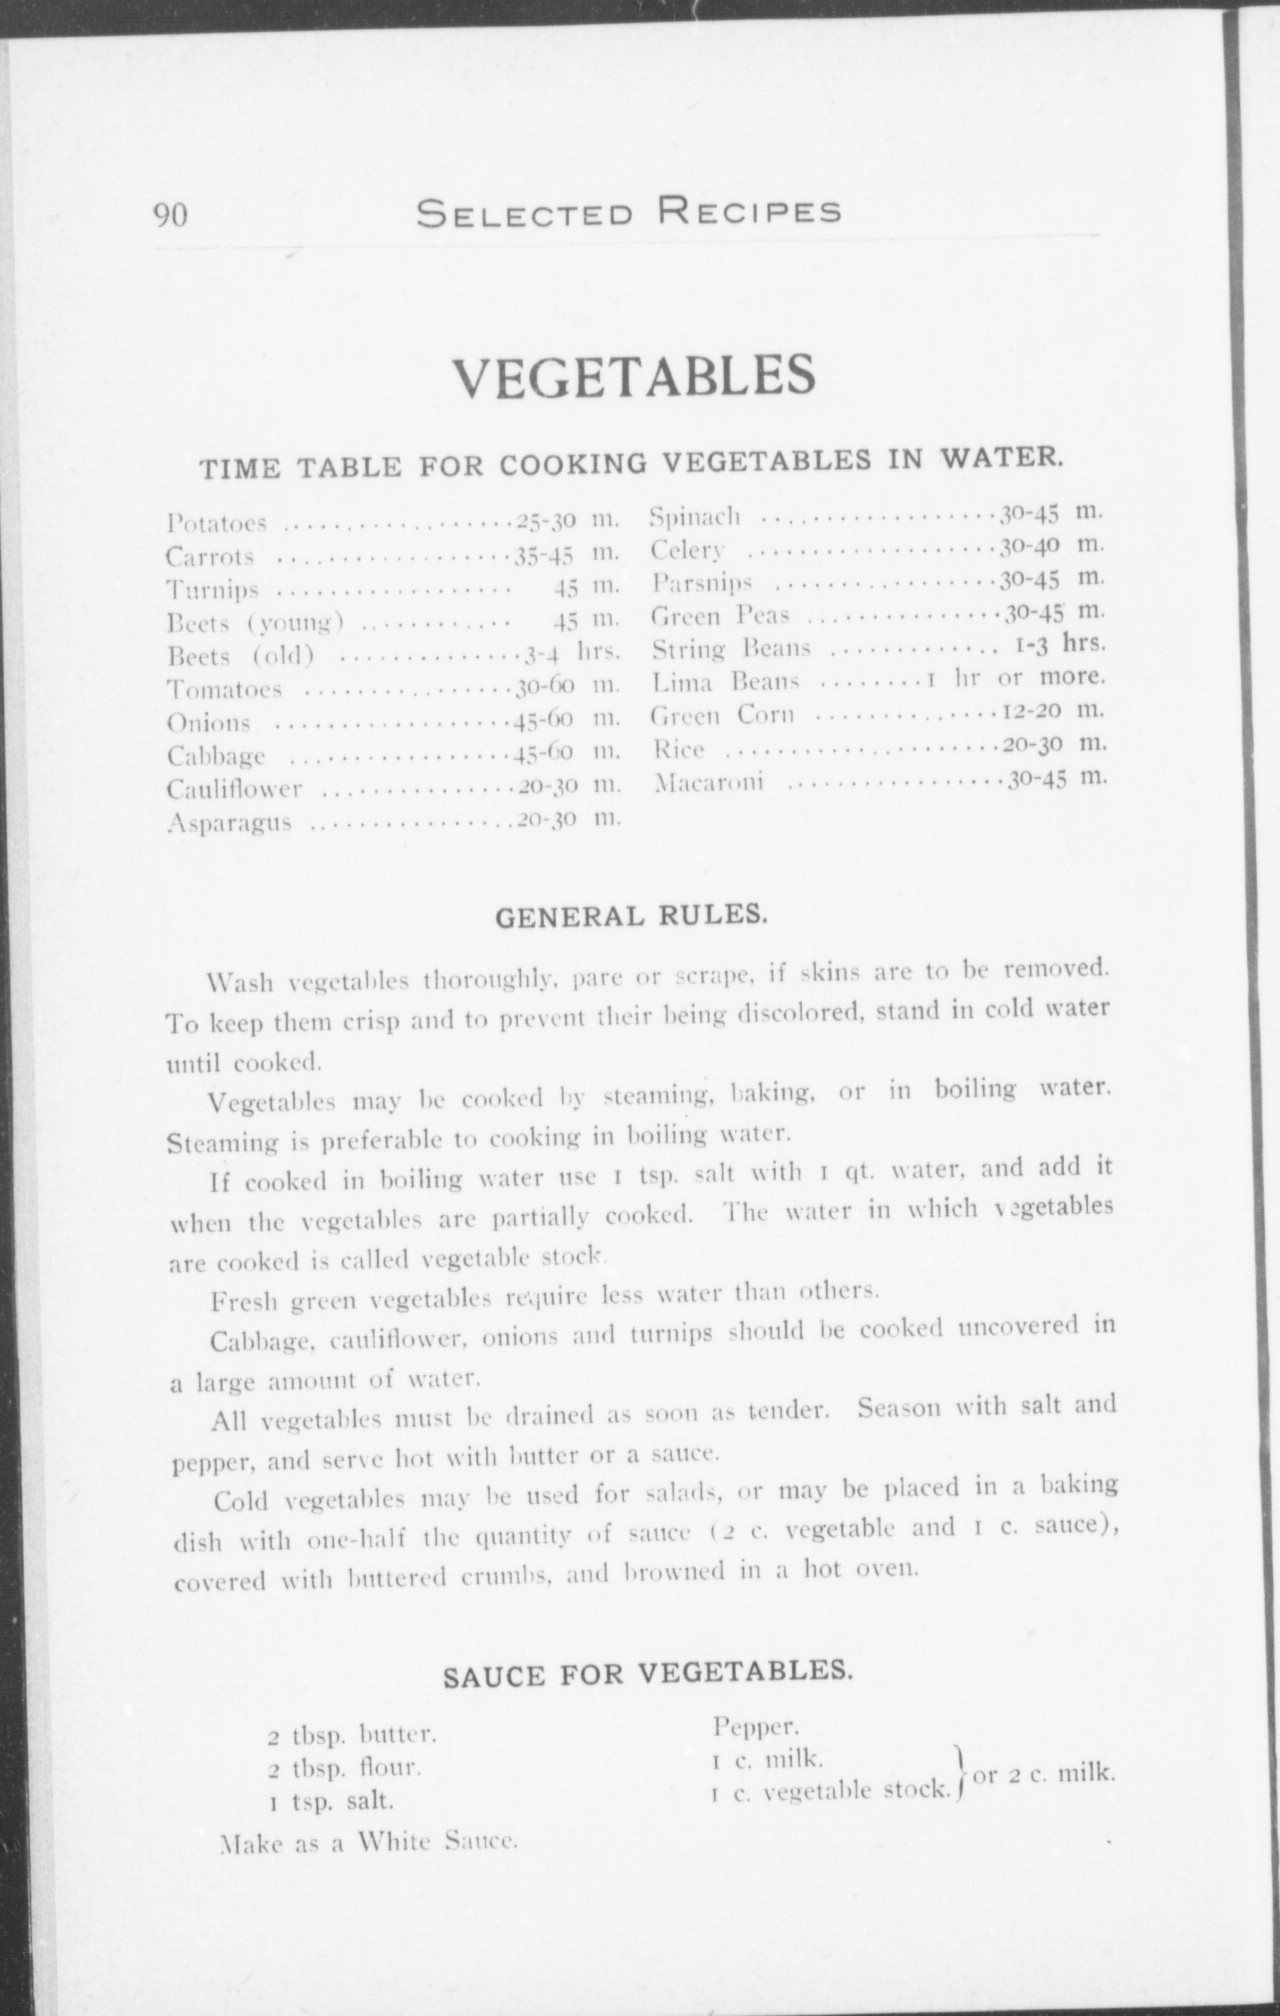 90 SELECTED RECIPES
VEGETABLES
TIME TABLE FOR COOKING VEGETABLES IN WATER.
Potatoes ...................25-30 m.
Carrots ...................35-45 m.
Turnips ................... 45 m.
Beets (young) ............ 45 m.
Beets (old) ...............3-4 hrs.
Tomatoes .................30-60 m.
Onions ...................45-60 m.
Cabbage ..................45-60 m.
Cauliflower ................20-30 m.
Asparagus .................20-30 m.
Spinach ...................30-45 m.
Celery ....................30-40 m.
Parsnips ..................30-45 m.
Green Peas ................30-45 m.
String Beans .............. 1-3 hrs.
Lima Beans .........1 hr or more.
Green Corn ...............12-20 m.
Rice ......................20-30 m.
Macaroni ..................30-45 m.
GENERAL RULES.
Wash vegetables thoroughly, pare or scrape, if skins are to be removed.
To keep them crisp and to prevent their being discolored, stand in cold water
until cooked.
Vegetables may be cooked by steaming, baking, or in boiling water.
Steaming is preferable to cooking in boiling water.
If cooked in boiling water use 1 tsp. salt with 1 qt. water, and add it
when the vegetables are partially cooked. The water in which vegetables
are cooked is called vegetable stock.
Fresh green vegetables require less water than others.
Cabbage, cauliflower, onions and turnips should be cooked uncovered in
a large amount of water.
All vegetables must be drained as soon as tender. Season with salt and
pepper, and serve hot with butter or a sauce.
Cold vegetables may be used for salads, or may be placed in a baking
dish with one-half the quantity of sauce (2 c. vegetable and 1 c. sauce),
covered with buttered crumbs, and browned in a hot oven.
SAUCE FOR VEGETABLES.
2 tbsp. butter.
2 tbsp. flour.
1 tsp. salt.
Pepper.
1 c. milk.
1 c. vegetable stock. } or 2 c. milk.
Make as a White Sauce.